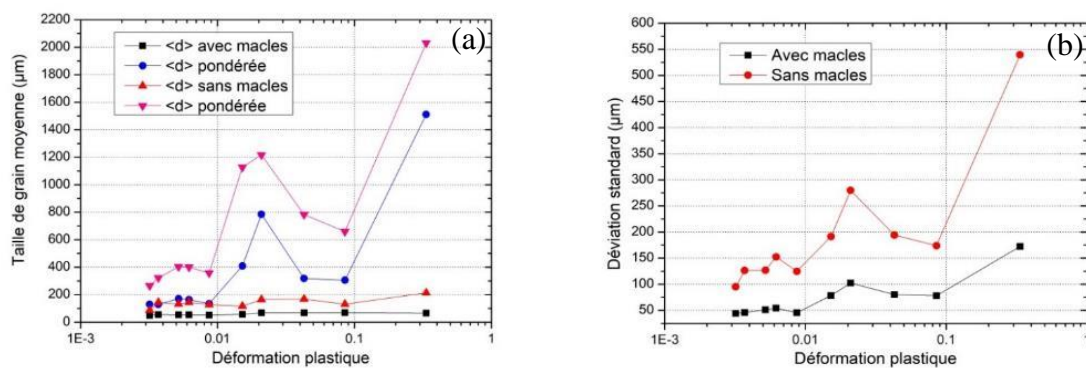 2200
2000
1800
1600
1400
1200
1000
800
600
400
200
0
Taille de grain moyenne (µm)
<d> avec macles
<d> pondérée
<d> sans macles
<d> pondérée
(a)
1E-3 0.01 0.1 1
Déformation plastique
600
550
500
450
400
350
300
250
200
150
100
50
Déviation standard (µm)
Avec macles
Sans macles
(b)
1E-3 0.01 0.1 1
Déformation plastique